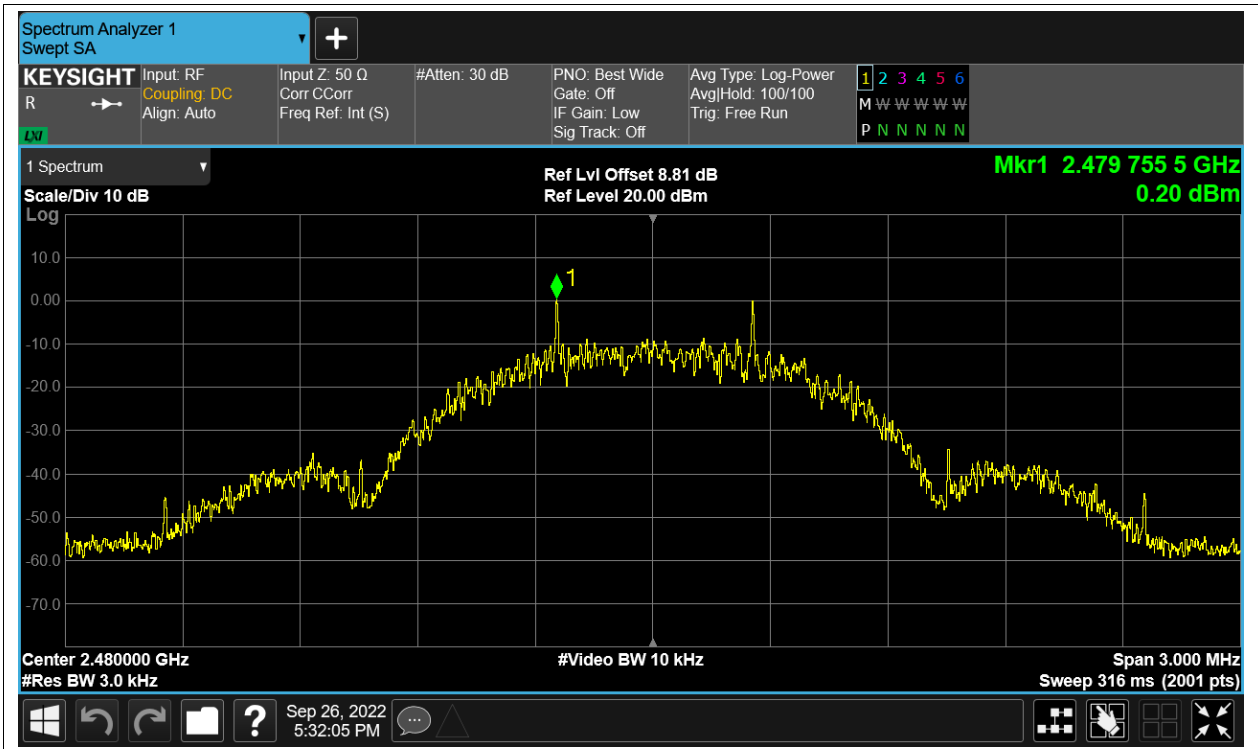 Spectrum Analyzer 1
Swept SA
KEYSIGHT
R
LXI
Input: RF
Coupling: DC
Align: Auto
Input Z: 50 Ω
Corr CCorr
Freq Ref: Int (S)
#Atten: 30 dB
PNO: Best Wide
Gate: Off
IF Gain: Low
Sig Track: Off
Avg Type: Log-Power
Avg|Hold: 100/100
Trig: Free Run
1 2 3 4 5 6
M W W W W W
P N N N N N
1 Spectrum
Scale/Div 10 dB
Log
Ref Lvl Offset 8.81 dB
Ref Level 20.00 dBm
Mkr1 2.479 755 5 GHz
0.20 dBm
1
10.0
0.00
-10.0
-20.0
-30.0
-40.0
-50.0
-60.0
-70.0
Center 2.480000 GHz
#Video BW 10 kHz
Span 3.000 MHz
#Res BW 3.0 kHz
Sweep 316 ms (2001 pts)
?
Sep 26, 2022
5:32:05 PM